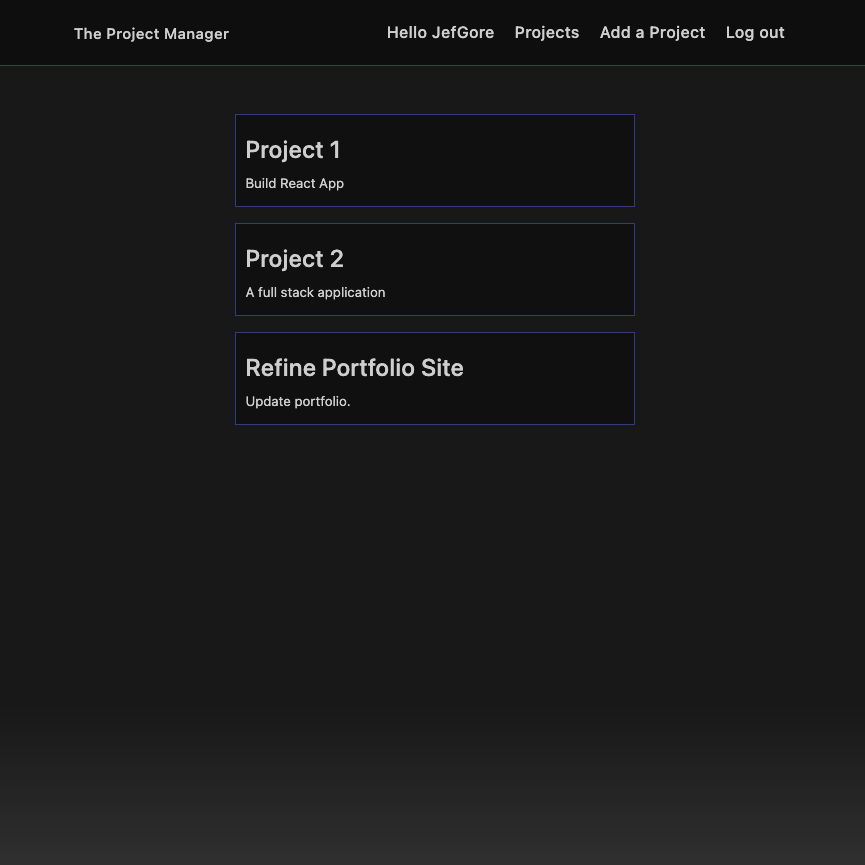 The Project Manager
Hello JefGore Projects Add a Project Log out
Project 1
Build React App
Project 2
A full stack application
Refine Portfolio Site
Update portfolio.